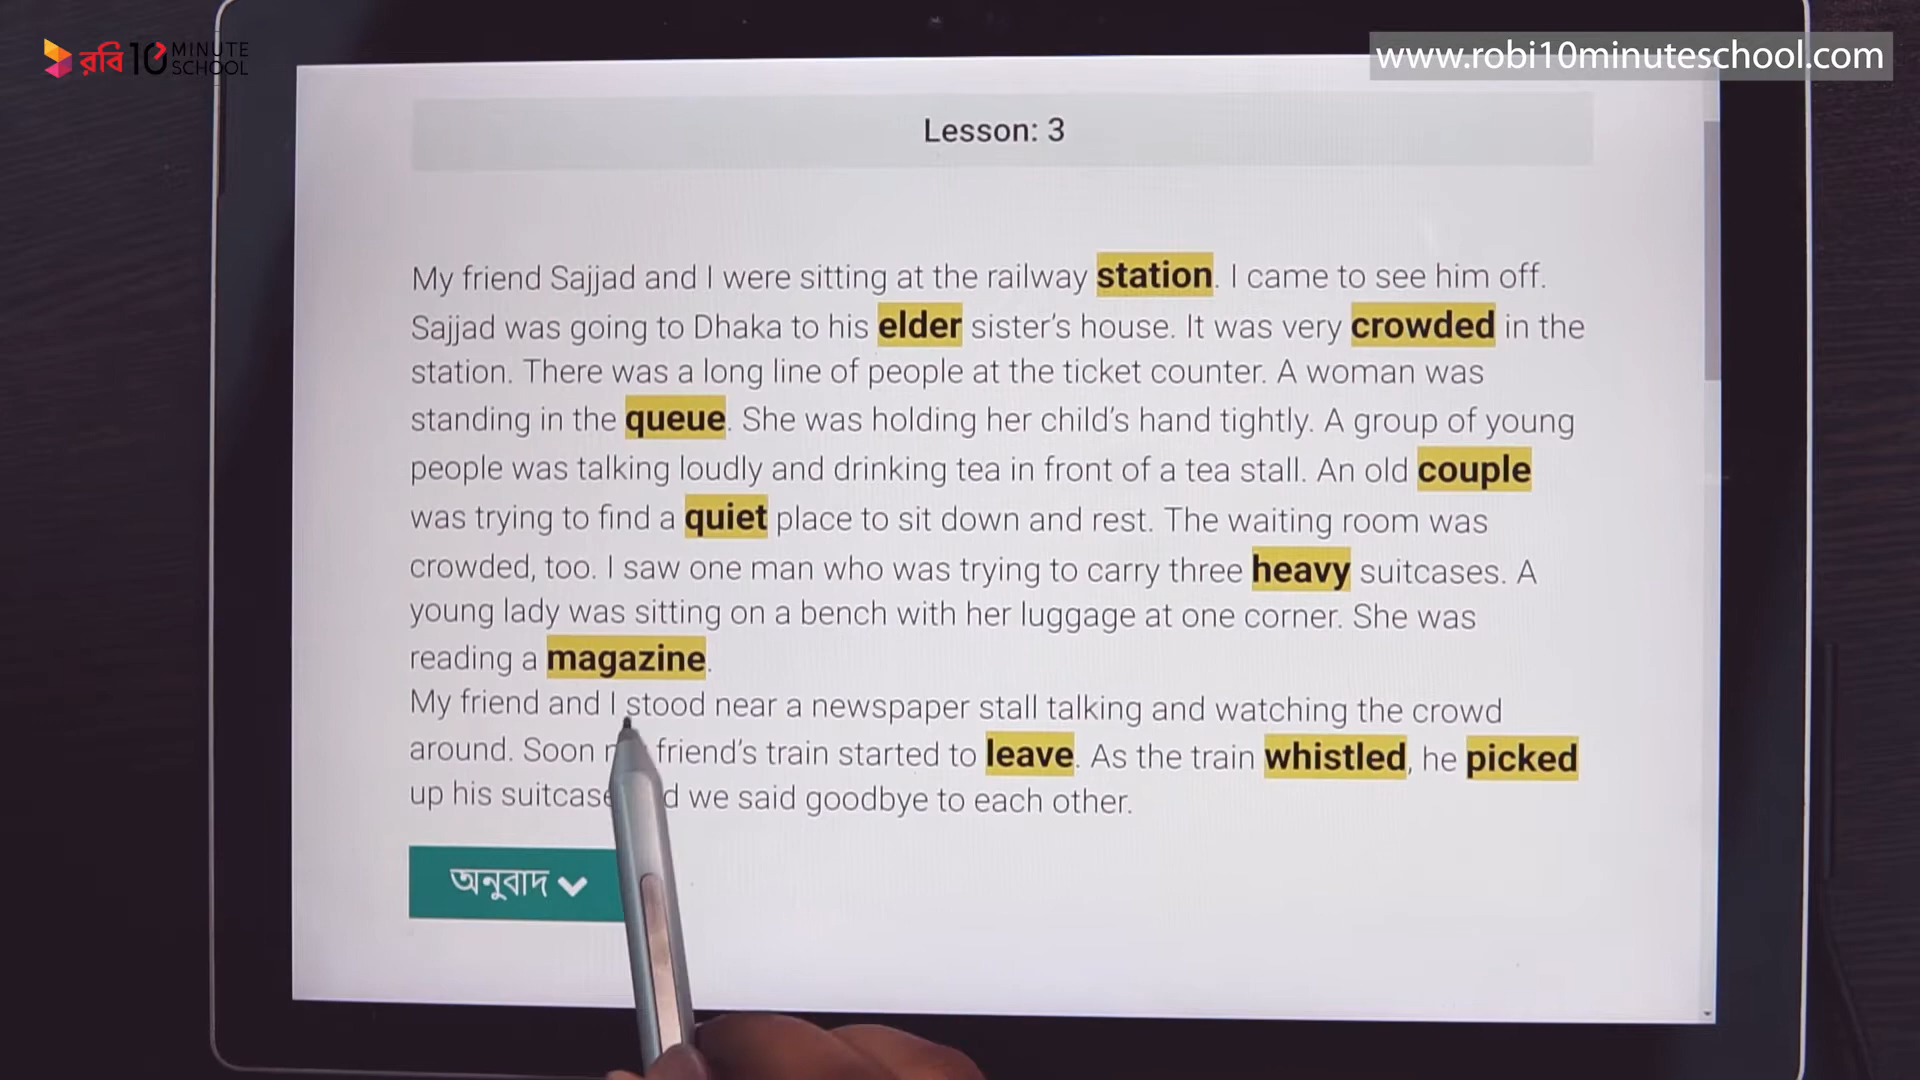 রবি 10 MINUTE SCHOOL
www.robi10minuteschool.com
Lesson: 3
My friend Sajjad and I were sitting at the railway station. I came to see him off.
Sajjad was going to Dhaka to his elder sister's house. It was very crowded in the
station. There was a long line of people at the ticket counter. A woman was
standing in the queue. She was holding her child's hand tightly. A group of young
people was talking loudly and drinking tea in front of a tea stall. An old couple
was trying to find a quiet place to sit down and rest. The waiting room was
crowded, too. I saw one man who was trying to carry three heavy suitcases. A
young lady was sitting on a bench with her luggage at one corner. She was
reading a magazine.
My friend and I stood near a newspaper stall talking and watching the crowd
around. Soon friend's train started to leave. As the train whistled, he picked
up his we said goodbye to each other.
অনুবাদ